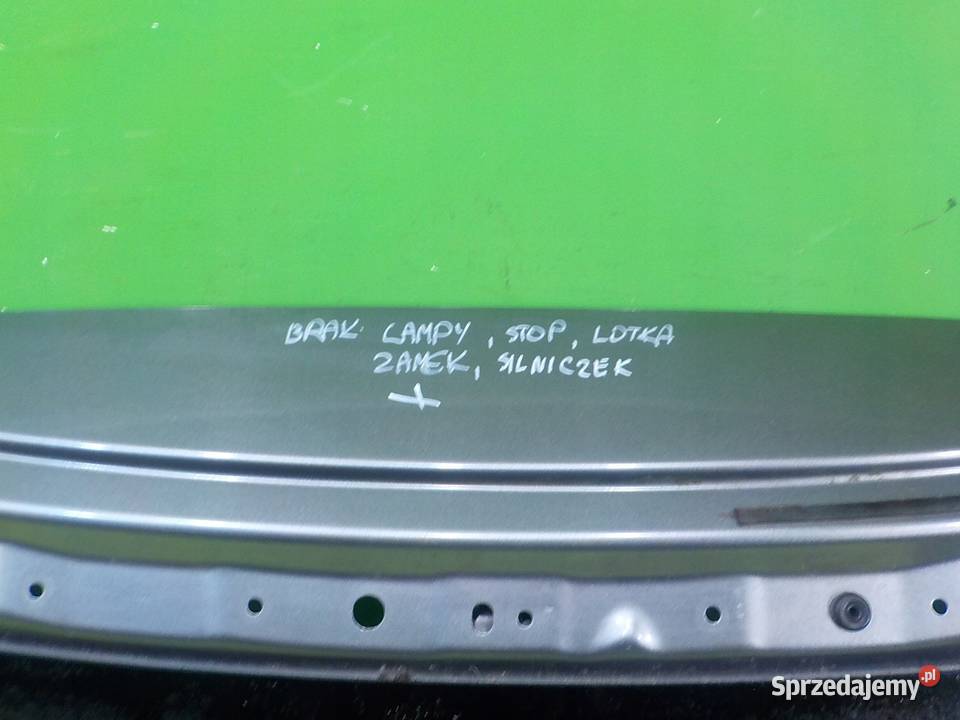 BRAK LAMPY, STOP, LOTKA
ZAMEK, SILNICZEK
Sprzedajemy.pl